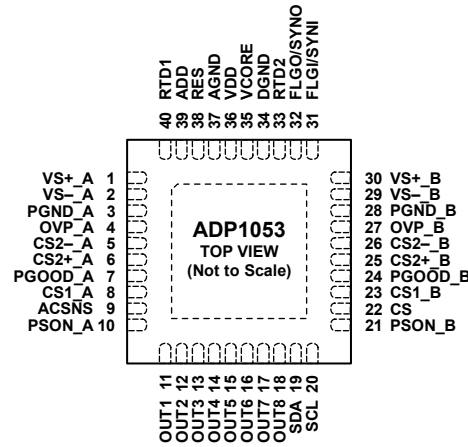 40 RTD1
39 ADD
38 RES
37 AGND
36 VDD
35 VCORE
34 DGND
33 RTD2
32 FLGO/SYNO
31 FLGI/SYNI
VS+_A 1
VS–_A 2
PGND_A 3
OVP_A 4
CS2–_A 5
CS2+_A 6
PGOOD_A 7
CS1_A 8
ACSNS 9
PSON_A 10
ADP1053
TOP VIEW
(Not to Scale)
30 VS+_B
29 VS–_B
28 PGND_B
27 OVP_B
26 CS2–_B
25 CS2+_B
24 PGOOD_B
23 CS1_B
22 CS
21 PSON_B
OUT1 11
OUT2 12
OUT3 13
OUT4 14
OUT5 15
OUT6 16
OUT7 17
OUT8 18
SDA 19
SCL 20